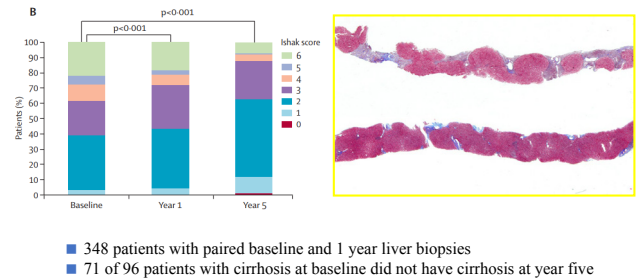 B
p<0·001
p<0·001
Ishak score
6
5
4
3
2
1
0
Patients (%)
100
90
80
70
60
50
40
30
20
10
0
Baseline Year 1 Year 5
348 patients with paired baseline and 1 year liver biopsies
71 of 96 patients with cirrhosis at baseline did not have cirrhosis at year five